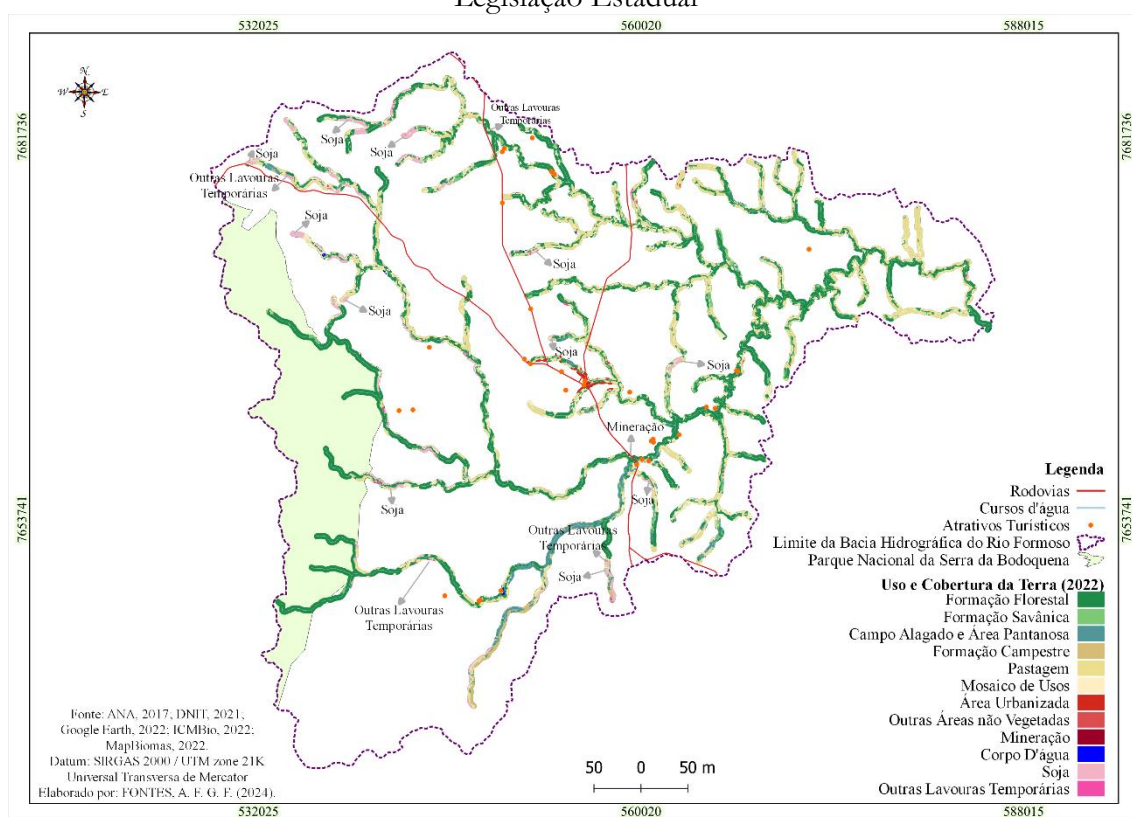 Legislação Estadual
532025
560020
588015
N
W
E
S
7681736
7681736
Outras Lavouras
Temporárias
Soja
Soja
Soja
Outras Lavouras
Temporárias
Soja
Soja
Soja
Soja
Soja
Mineração
7653741
7653741
Soja
Soja
Outras Lavouras
Temporárias
Soja
Outras Lavouras
Temporárias
Legenda
Rodovias
Cursos d'água
Atrativos Turísticos
Limite da Bacia Hidrográfica do Rio Formoso
Parque Nacional da Serra da Bodoquena
Uso e Cobertura da Terra (2022)
Formação Florestal
Formação Savânica
Campo Alagado e Área Pantanosa
Formação Campestre
Pastagem
Mosaico de Usos
Área Urbanizada
Outras Áreas não Vegetadas
Mineração
Corpo D'água
Soja
Outras Lavouras Temporárias
Fonte: ANA, 2017; DNIT, 2021;
Google Earth, 2022; ICMBio, 2022;
MapBiomas, 2022.
Datum: SIRGAS 2000 / UTM zone 21K
Universal Transversa de Mercator
Elaborado por: FONTES, A. F. G. F. (2024).
50 0 50 m
532025
560020
588015